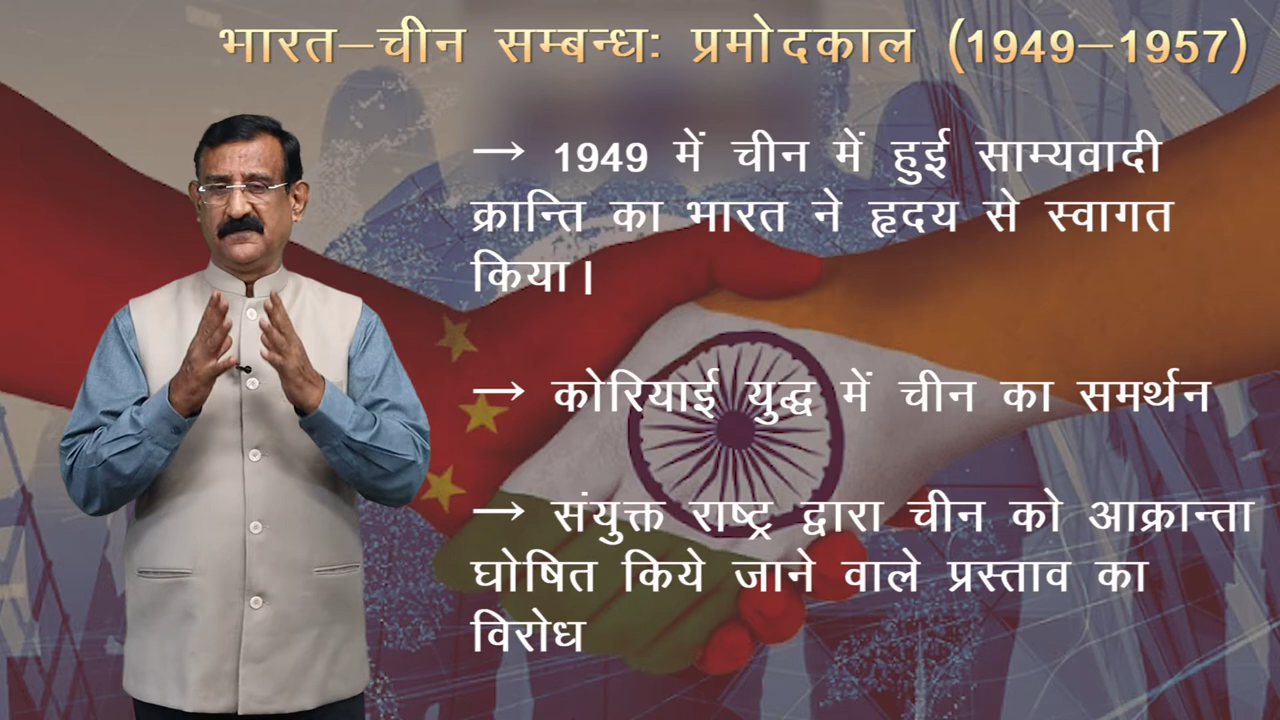 भारत–चीन सम्बन्धः प्रमोदकाल (1949–1957)
→ 1949 में चीन में हुई साम्यवादी
क्रान्ति का भारत ने हृदय से स्वागत
किया।
→ कोरियाई युद्ध में चीन का समर्थन
→ संयुक्त राष्ट्र द्वारा चीन को आक्रान्ता
घोषित किये जाने वाले प्रस्ताव का
विरोध